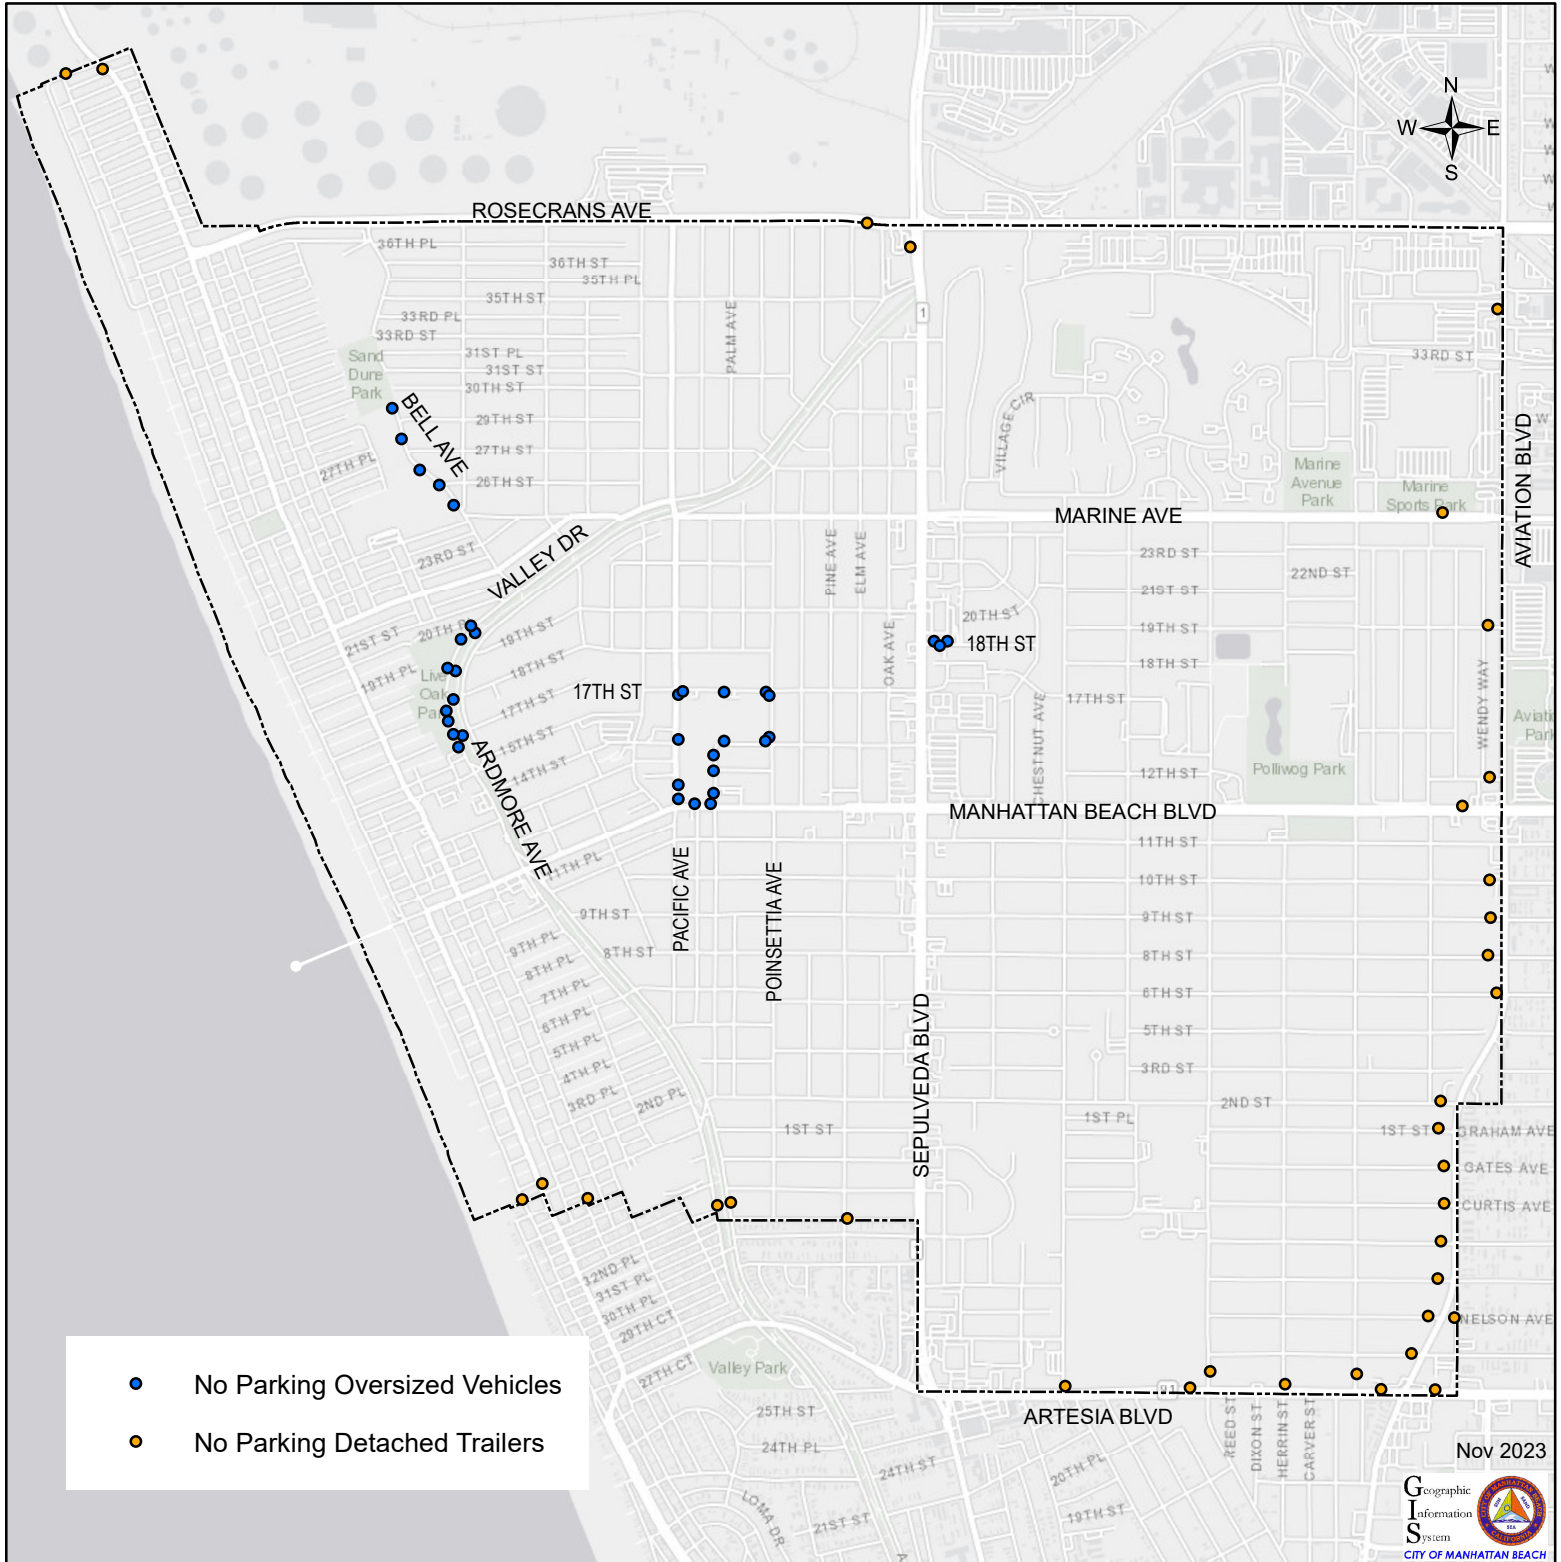 N
W E
S
ROSECRANS AVE
36TH PL
36TH ST
35TH PL
35TH ST
33RD PL
33RD ST
31ST PL
31ST ST
30TH ST
29TH ST
27TH ST
26TH ST
27TH PL
23RD ST
Sand
Dune
Park
BELL AVE
PALM AVE
1
VILLAGE CIR
33RD ST
Marine
Avenue
Park
Marine
Sports Park
AVIATION BLVD
MARINE AVE
VALLEY DR
PINE AVE
ELM AVE
23RD ST
22ND ST
21ST ST
20TH ST
19TH ST
18TH ST
18TH ST
17TH ST
OAK AVE
CHESTNUT AVE
WENDY WAY
21ST ST
19TH PL
19TH ST
18TH ST
17TH ST
15TH ST
14TH ST
Live
Oak
17TH ST
ARDMORE AVE
12TH ST
Polliwog Park
MANHATTAN BEACH BLVD
11TH PL
11TH ST
10TH ST
9TH ST
8TH ST
6TH ST
5TH ST
3RD ST
2ND ST
1ST PL
1ST ST
GRAHAM AVE
GATES AVE
CURTIS AVE
NELSON AVE
PACIFIC AVE
POINSETTIA AVE
SEPULVEDA BLVD
9TH ST
8TH ST
9TH PL
8TH PL
7TH PL
6TH PL
5TH PL
4TH PL
3RD PL
2ND PL
1ST ST
32ND PL
31ST PL
30TH PL
29TH CT
27TH CT
Valley Park
25TH ST
24TH PL
24TH ST
21ST ST
LOMA DR
20TH PL
19TH ST
ARTESIA BLVD
REED ST
DIXON ST
HERRIN ST
CARVER ST
No Parking Oversized Vehicles
No Parking Detached Trailers
Nov 2023
Geographic
Information
System
CITY OF MANHATTAN BEACH